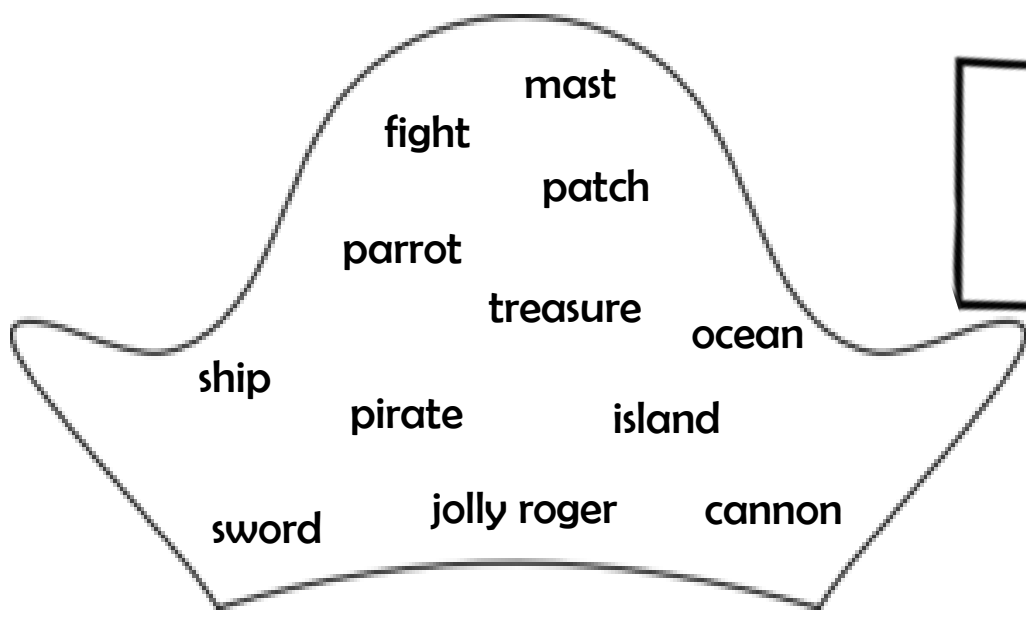 mast
fight
patch
parrot
treasure
ocean
ship
pirate
island
jolly roger
cannon
sword